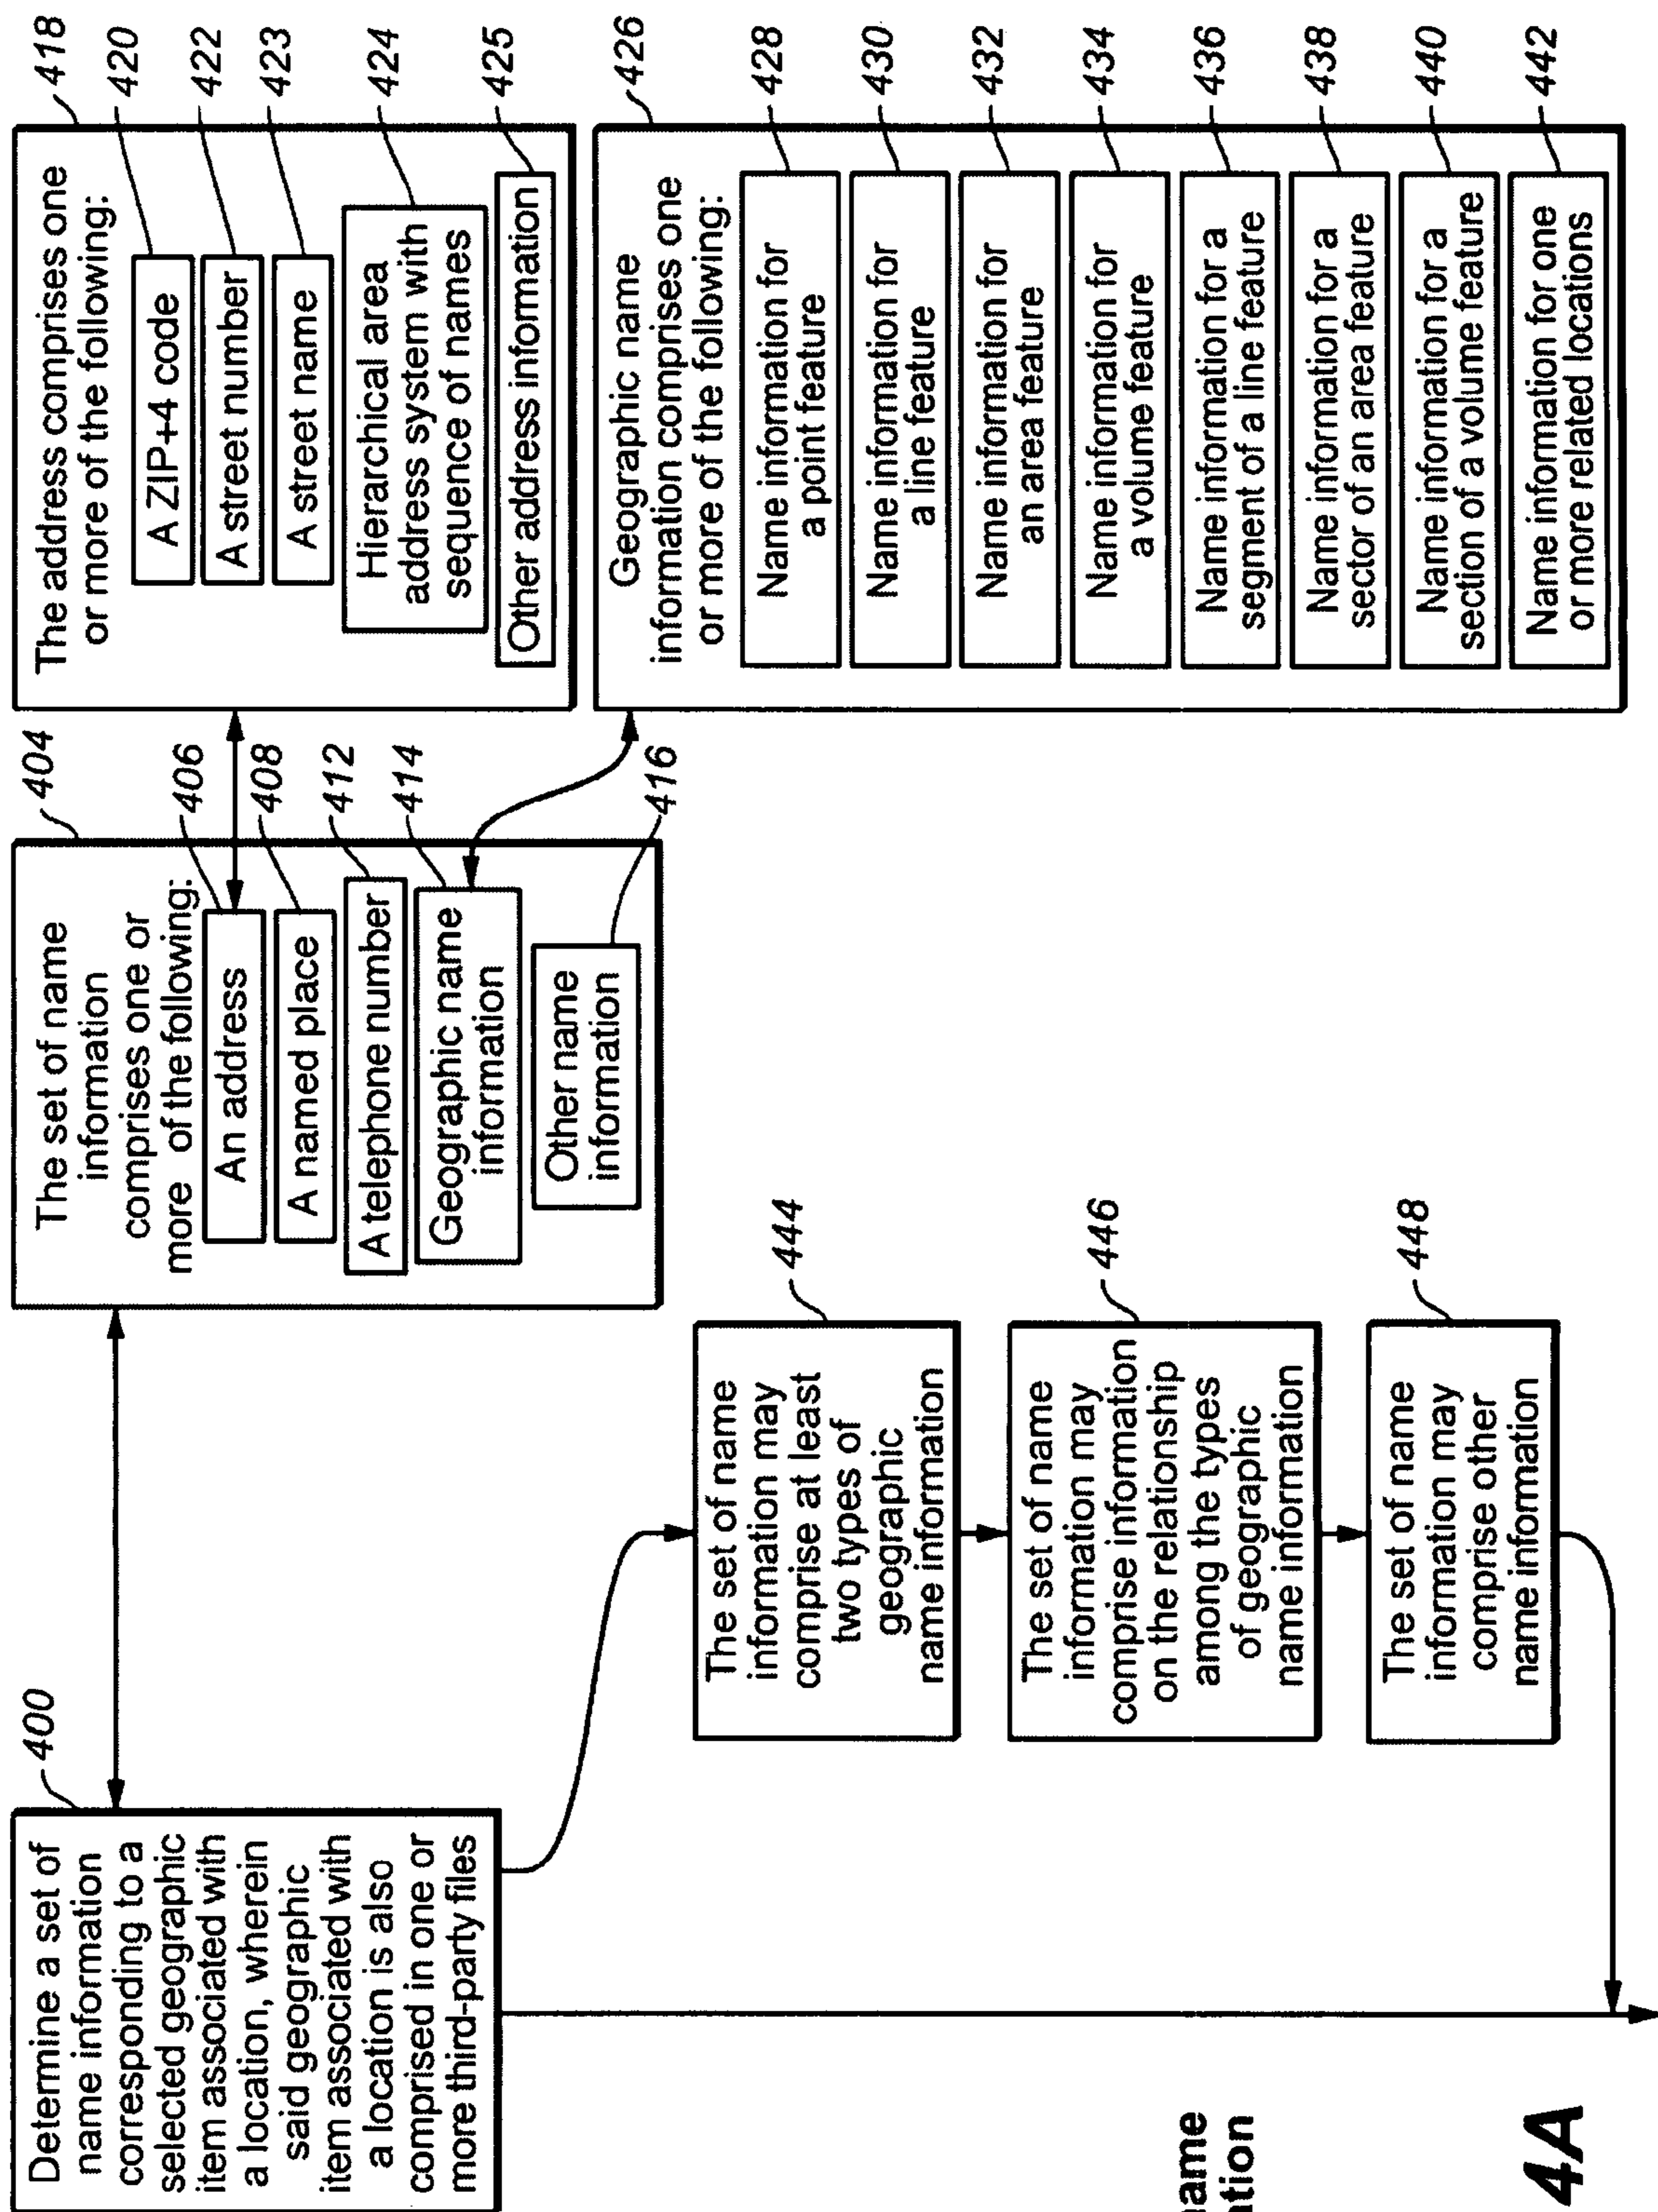 Determine a set of
name information
corresponding to a
selected geographic
item associated with
a location, wherein
said geographic
item associated with
a location is also
comprised in one or
more third-party files
400
The set of name
information
comprises one or
more of the following:
404
An address
406
A named place
408
A telephone number
412
Geographic name
information
414
Other name
information
416
The address comprises one
or more of the following:
418
A ZIP+4 code
420
A street number
422
A street name
423
Hierarchical area
address system with
sequence of names
424
Other address information
425
Geographic name
information comprises one
or more of the following:
426
Name information for
a point feature
428
Name information for
a line feature
430
Name information for
an area feature
432
Name information for
a volume feature
434
Name information for a
segment of a line feature
436
Name information for a
sector of an area feature
438
Name information for a
section of a volume feature
440
Name information for one
or more related locations
442
The set of name
information may
comprise at least
two types of
geographic
name information
444
The set of name
information may
comprise information
on the relationship
among the types
of geographic
name information
446
The set of name
information may
comprise other
name information
448
4A